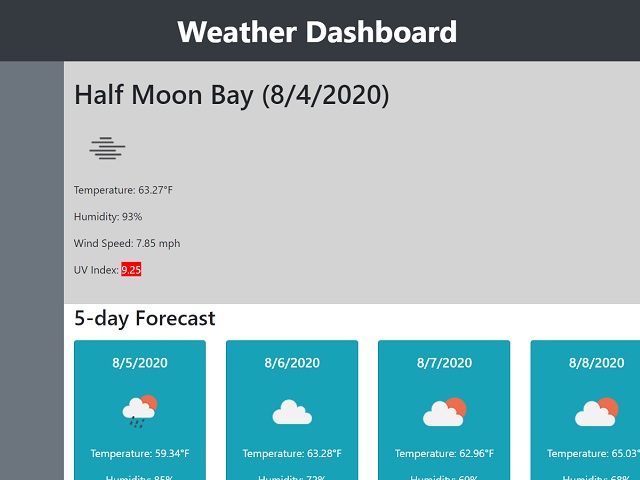 Weather Dashboard
Half Moon Bay (8/4/2020)
Temperature: 63.27°F
Humidity: 93%
Wind Speed: 7.85 mph
UV Index: 9.25
5-day Forecast
8/5/2020 8/6/2020 8/7/2020 8/8/2020
Temperature: 59.34°F Temperature: 63.28°F Temperature: 62.96°F Temperature: 65.03°
Humidity: 85% Humidity: 72% Humidity: 69% Humidity: 68%